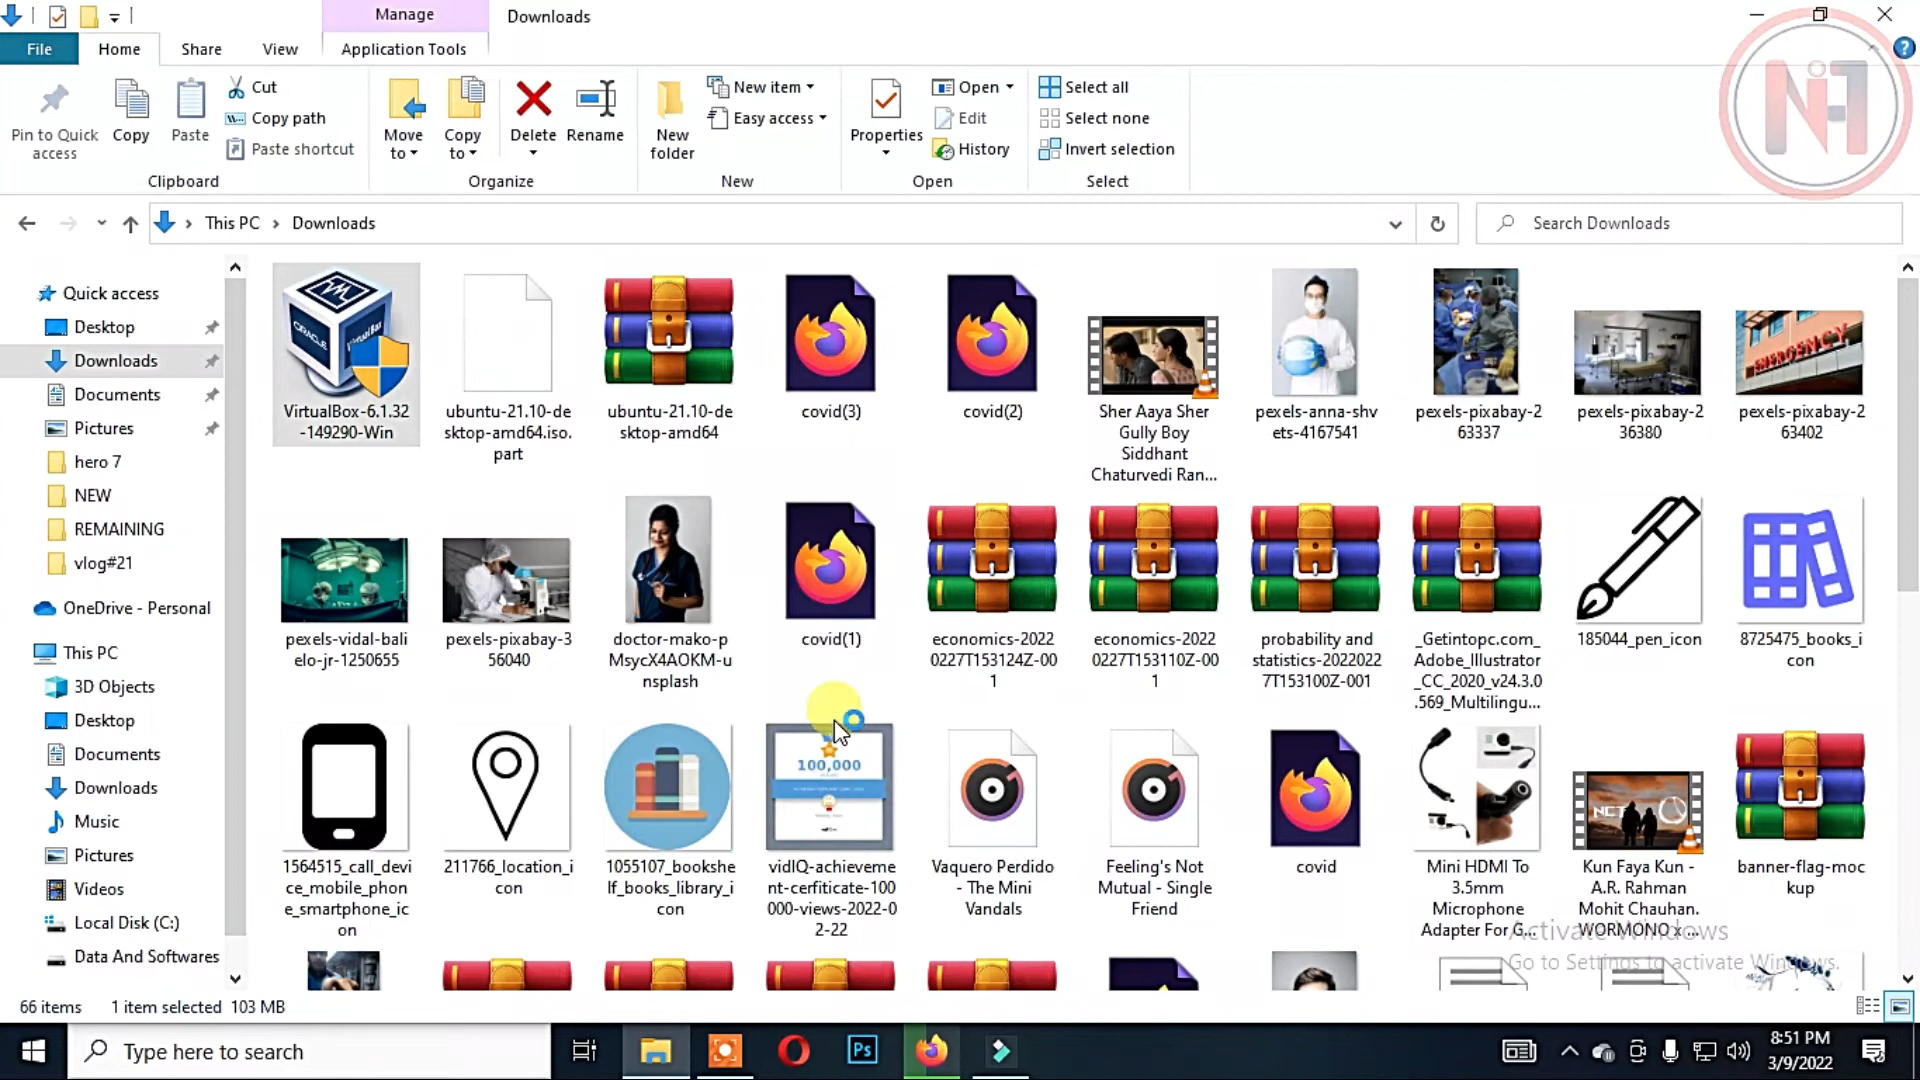 Manage
Downloads
File
Home
Share
View
Application Tools
Pin to Quick
access
Copy
Paste
Cut
Copy path
Paste shortcut
Move
to
Copy
to
Delete
Rename
New
folder
New item
Easy access
Properties
Open
Edit
History
Select all
Select none
Invert selection
Clipboard
Organize
New
Open
Select
This PC
Downloads
Search Downloads
Quick access
Desktop
Downloads
Documents
Pictures
hero 7
NEW
REMAINING
vlog#21
OneDrive - Personal
This PC
3D Objects
Desktop
Documents
Downloads
Music
Pictures
Videos
Local Disk (C:)
Data And Softwares
VirtualBox-6.1.32
-149290-Win
ubuntu-21.10-de
sktop-amd64.iso.
part
ubuntu-21.10-de
sktop-amd64
covid(3)
covid(2)
Sher Aaya Sher
Gully Boy
Siddhant
Chaturvedi Ran...
pexels-anna-shv
ets-4167541
pexels-pixabay-2
63337
pexels-pixabay-2
36380
EMERGENCY
pexels-pixabay-2
63402
pexels-vidal-bali
elo-jr-1250655
pexels-pixabay-3
56040
doctor-mako-p
MsycX4AOKM-u
nsplash
covid(1)
economics-2022
0227T153124Z-00
1
economics-2022
0227T153110Z-00
1
probability and
statistics-2022022
7T153100Z-001
_Getintopc.com_
Adobe_Illustrator
_CC_2020_v24.3.0
.569_Multilingu...
185044_pen_icon
8725475_books_i
con
1564515_call_devi
ce_mobile_phon
e_smartphone_ic
on
211766_location_i
con
1055107_bookshe
lf_books_library_i
con
100,000
vidIQ-achieveme
nt-cerfiticate-100
000-views-2022-0
2-22
Vaquero Perdido
- The Mini
Vandals
Feeling's Not
Mutual - Single
Friend
covid
Mini HDMI To
3.5mm
Microphone
Adapter For G...
Kun Faya Kun -
A.R. Rahman
Mohit Chauhan.
WORMONO x ...
banner-flag-moc
kup
Activate Windows
Go to Settings to activate Windows.
66 items
1 item selected
103 MB
Type here to search
Ps
8:51 PM
3/9/2022